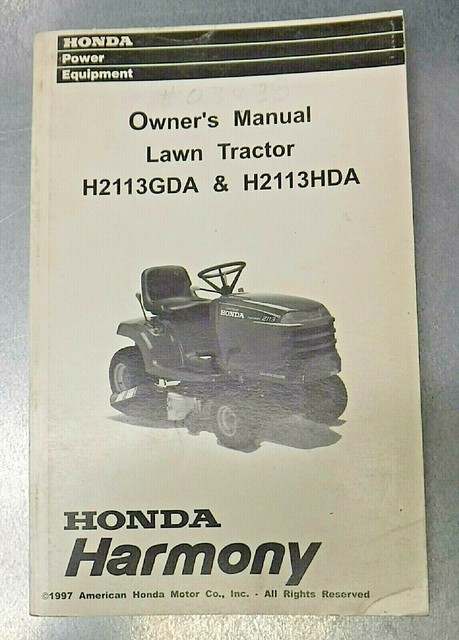 HONDA
Power
Equipment
Owner's Manual
Lawn Tractor
H2113GDA & H2113HDA
HONDA
2113
HONDA
Harmony
©1997 American Honda Motor Co., Inc. - All Rights Reserved